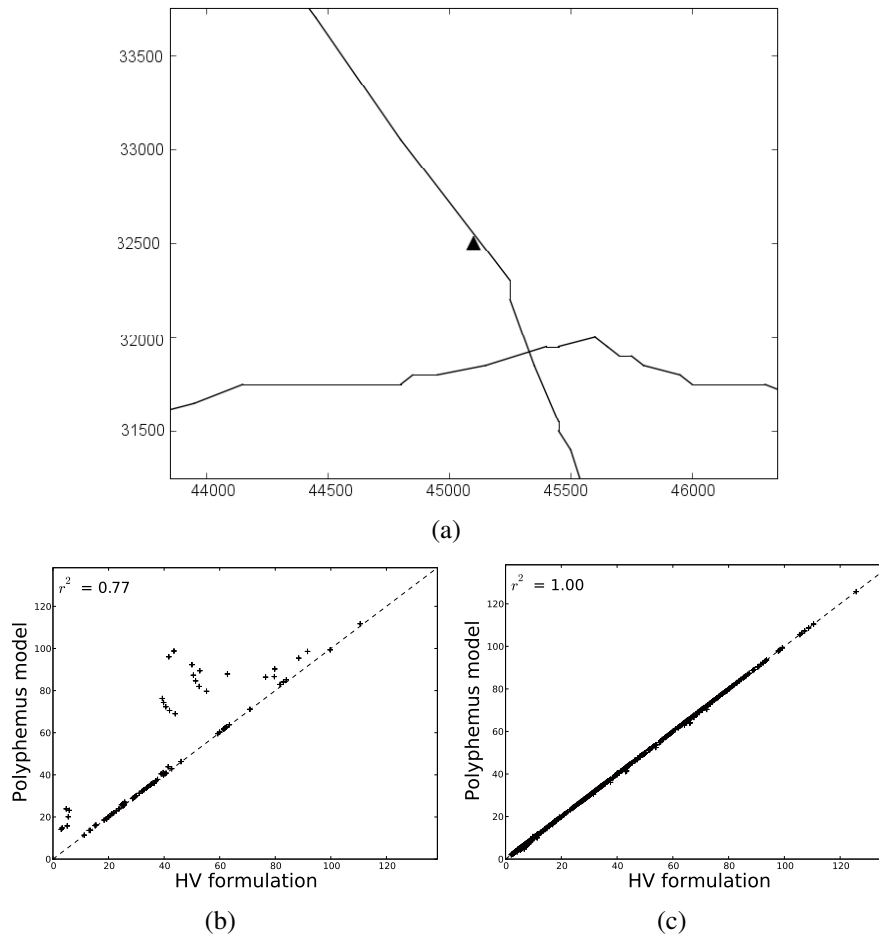 33500
33000
32500
32000
31500
44000 44500 45000 45500 46000
(a)
r² = 0.77
120
100
80
60
40
20
0
0 20 40 60 80 100 120
Polyphemus model
HV formulation
(b)
r² = 1.00
120
100
80
60
40
20
0
0 20 40 60 80 100 120
Polyphemus model
HV formulation
(c)